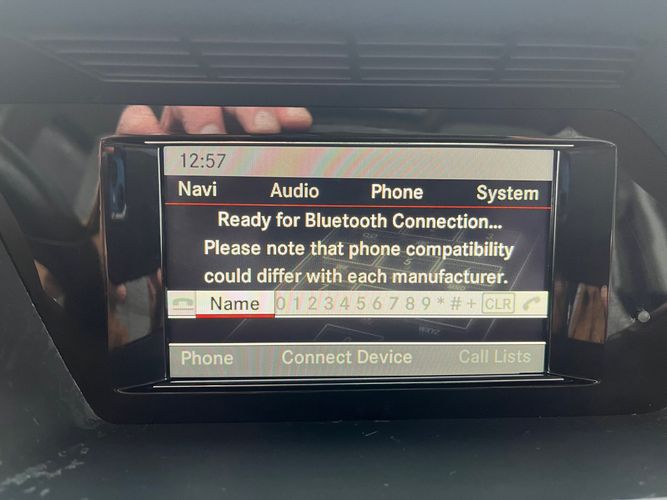 12:57
Navi Audio Phone System
Ready for Bluetooth Connection...
Please note that phone compatibility
could differ with each manufacturer.
Name 0 1 2 3 4 5 6 7 8 9 * # + CLR
Phone Connect Device Call Lists